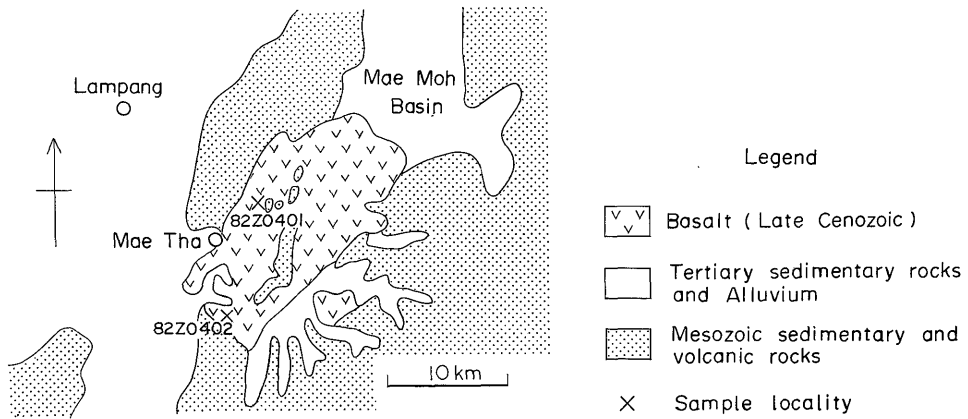 Lampang
Mae Moh
Basin
82Z0401
Mae Tha
82Z0402
10 km
Legend
Basalt ( Late Cenozoic )
Tertiary sedimentary rocks
and Alluvium
Mesozoic sedimentary and
volcanic rocks
Sample locality